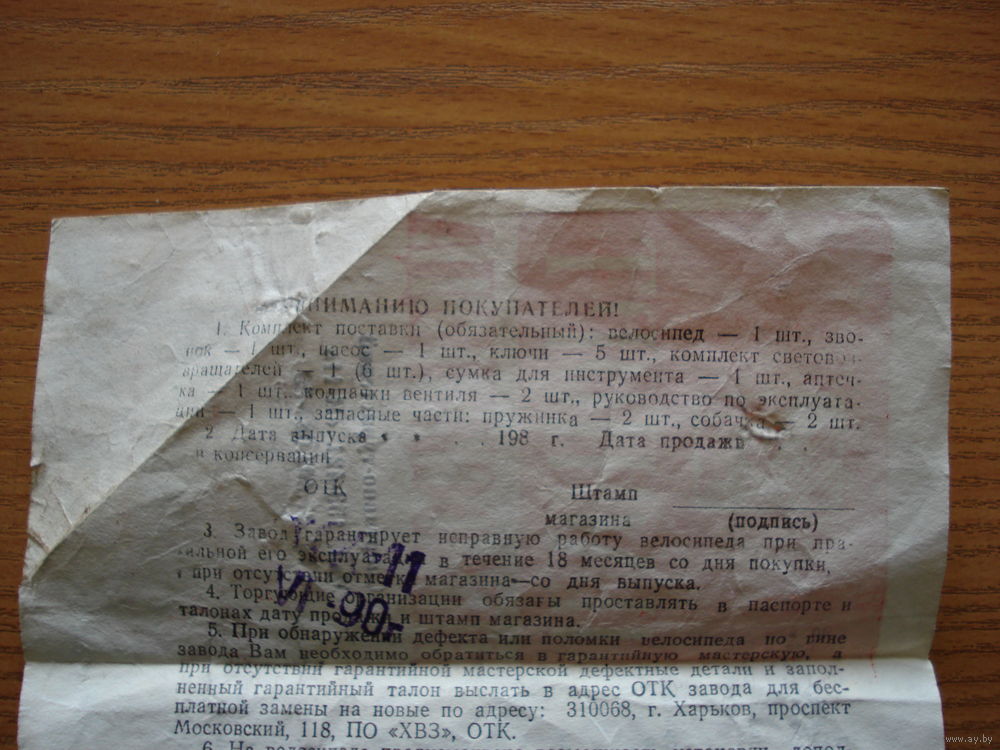 ВНИМАНИЮ ПОКУПАТЕЛЕЙ!
1. Комплект поставки (обязательный): велосипед — 1 шт., зво-
нок — 1 шт., насос — 1 шт., ключи — 5 шт., комплект световоз-
вращателей — 1 (6 шт.), сумка для инструмента — 1 шт., аптеч-
ка — 1 шт. колпачки вентиля — 2 шт., руководство по эксплуата-
ции — 1 шт., запасные части: пружинка — 2 шт., собачка — 2 шт.
2 Дата выпуска « » . . 198 г. Дата продажи . .
и консервации
ОТК Штамп
магазина (подпись)
3. Завод гарантирует исправную работу велосипеда при пра-
вильной его эксплуатации в течение 18 месяцев со дня покупки,
а при отсутствии отметки магазина—со дня выпуска.
4. Торгующие организации обязаны проставлять в паспорте и
талонах дату продажи и штамп магазина.
5. При обнаружении дефекта или поломки велосипеда по вине
завода Вам необходимо обратиться в гарантийную мастерскую, а
при отсутствии гарантийной мастерской дефектные детали и запол-
ненный гарантийный талон выслать в адрес ОТК завода для бес-
платной замены на новые по адресу: 310068, г. Харьков, проспект
Московский, 118, ПО «ХВЗ», ОТК.
6. На
-11
VI -90-
www.ay.by